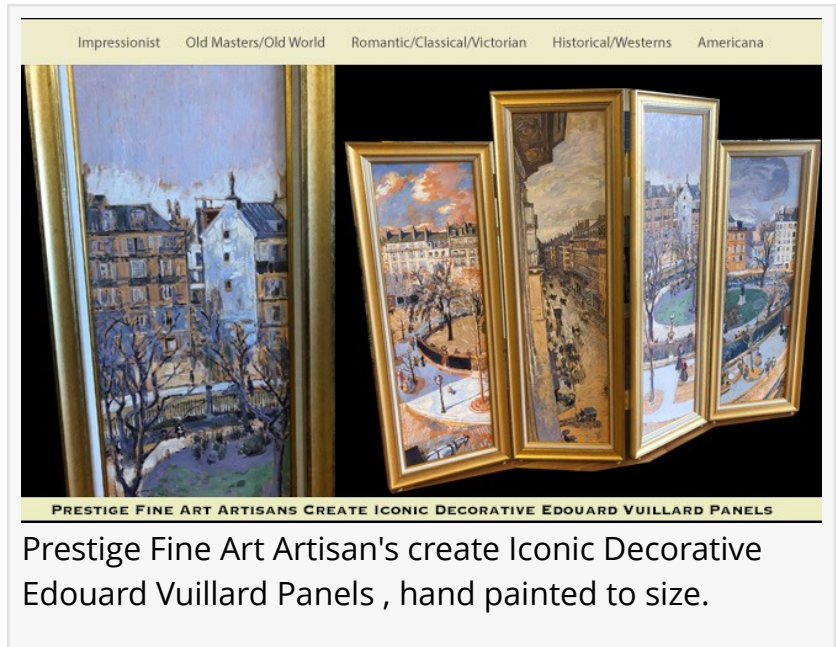 Impressionist Old Masters/Old World Romantic/Classical/Victorian Historical/Westerns Americana
PRESTIGE FINE ART ARTISANS CREATE ICONIC DECORATIVE EDOUARD VUILLARD PANELS
Prestige Fine Art Artisan's create Iconic Decorative
Edouard Vuillard Panels , hand painted to size.